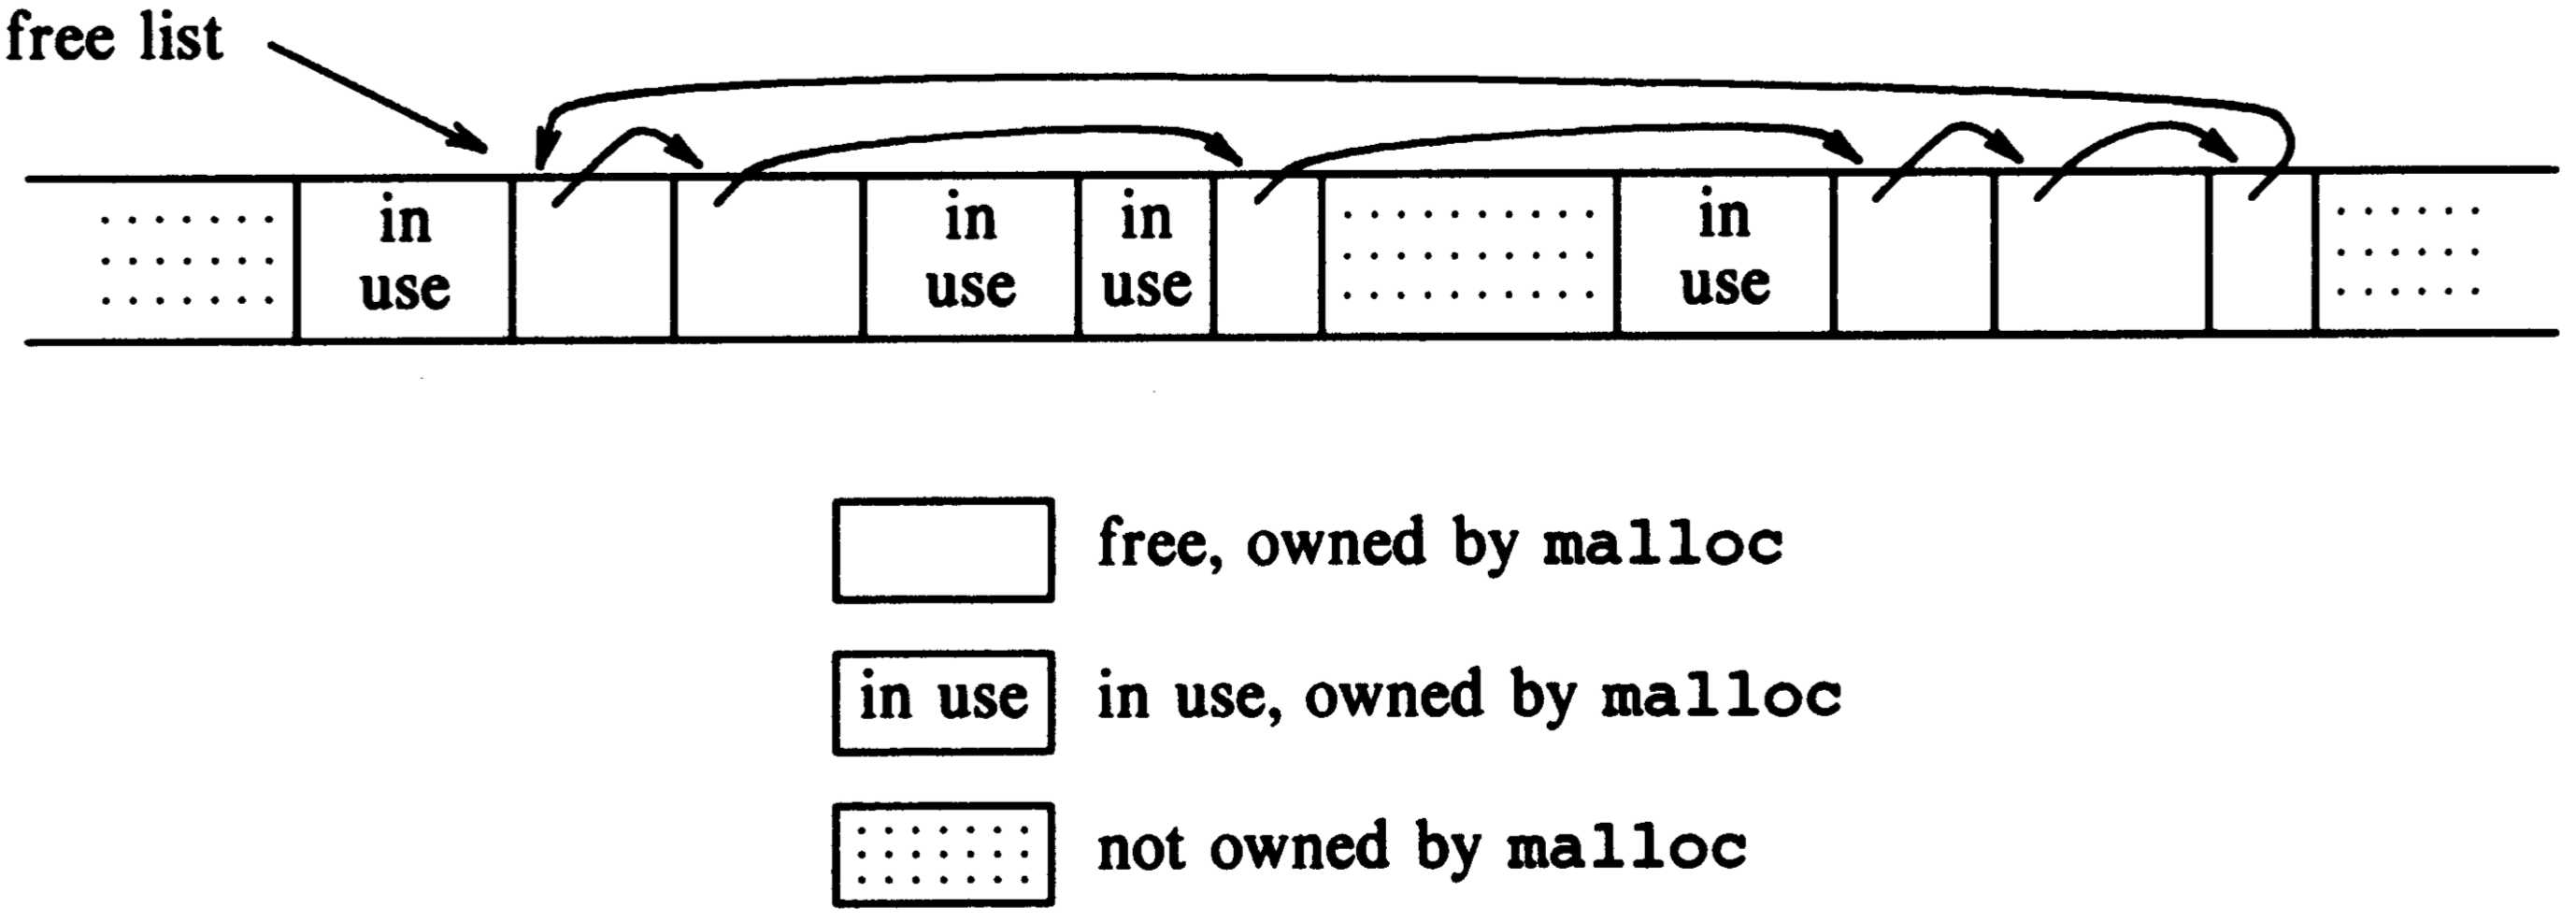 free list
in
use
in
use
in
use
in
use
free, owned by malloc
in use
in use, owned by malloc
not owned by malloc